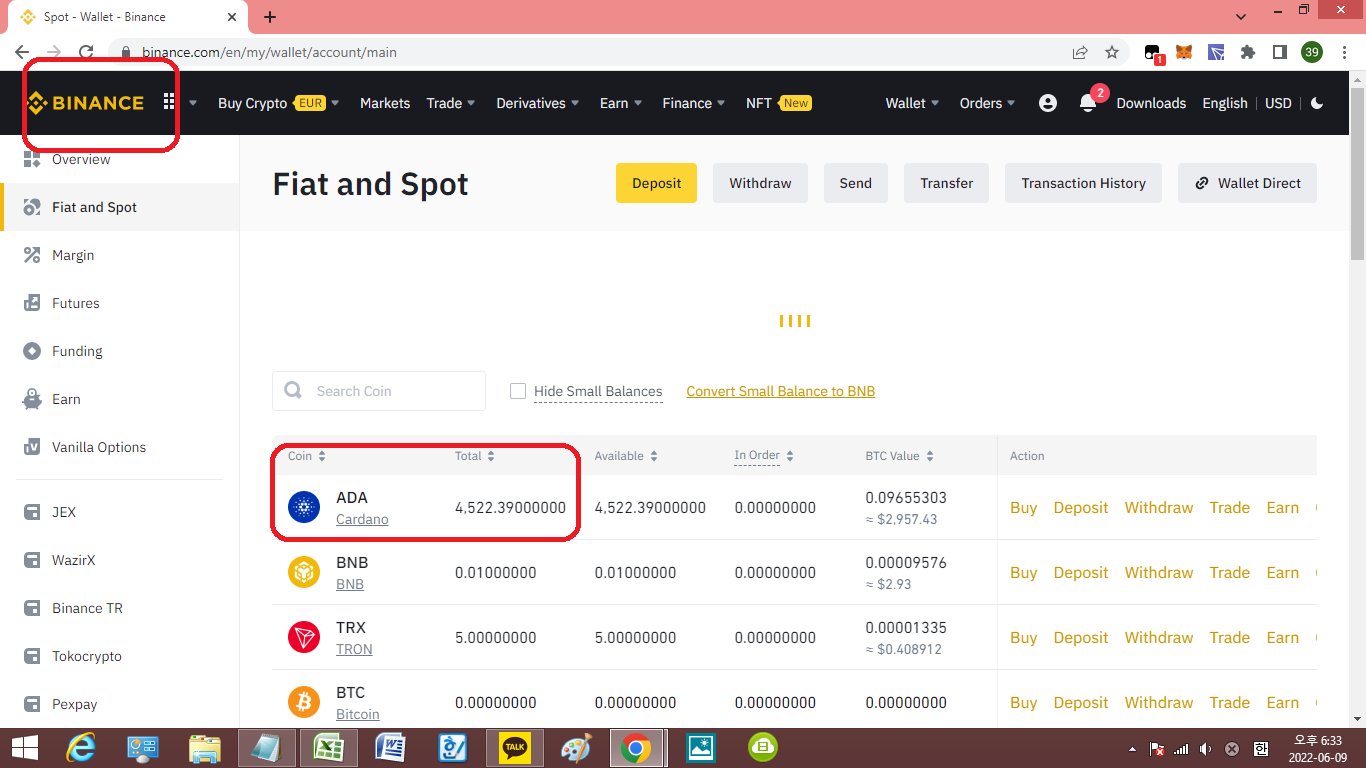 Spot - Wallet - Binance
binance.com/en/my/wallet/account/main
1
39
BINANCE
Buy Crypto EUR Markets Trade Derivatives Earn Finance NFT New Wallet Orders 2 Downloads English USD
Overview
Fiat and Spot
Margin
Futures
Funding
Earn
Vanilla Options
JEX
WazirX
Binance TR
Tokocrypto
Pexpay
Fiat and Spot
Deposit Withdraw Send Transfer Transaction History Wallet Direct
Search Coin
Hide Small Balances
Convert Small Balance to BNB
Coin Total Available In Order BTC Value Action
ADA
Cardano
4,522.39000000 4,522.39000000 0.00000000
0.09655303
≈ $2,957.43
Buy Deposit Withdraw Trade Earn
BNB
BNB
0.01000000 0.01000000 0.00000000
0.00009576
≈ $2.93
Buy Deposit Withdraw Trade Earn
TRX
TRON
5.00000000 5.00000000 0.00000000
0.00001335
≈ $0.408912
Buy Deposit Withdraw Trade Earn
BTC
Bitcoin
0.00000000 0.00000000 0.00000000 0.00000000
Buy Deposit Withdraw Trade Earn
TALK
한
오후 6:33
2022-06-09